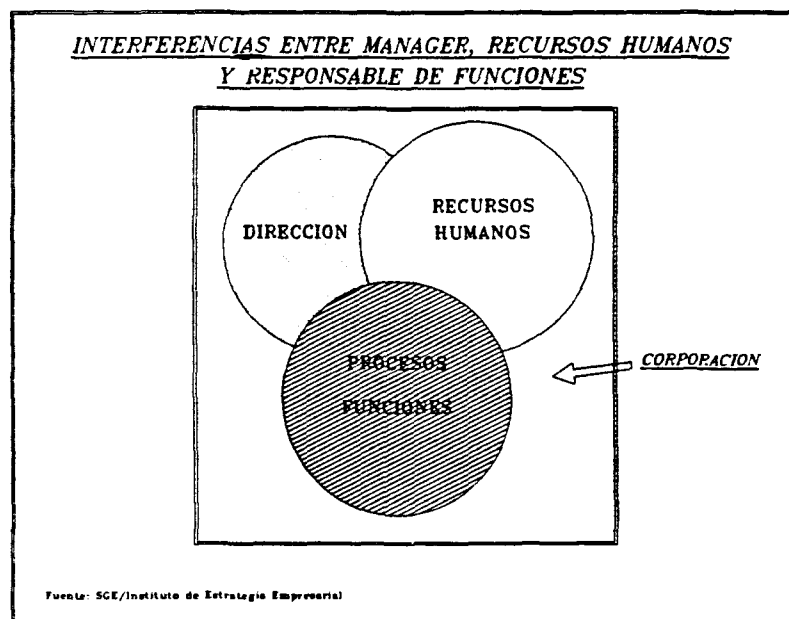 INTERFERENCIAS ENTRE MANAGER, RECURSOS HUMANOS
Y RESPONSABLE DE FUNCIONES
DIRECCION
RECURSOS
HUMANOS
PROCESOS
FUNCIONES
CORPORACION
Fuente: SGE/Instituto de Estrategia Empresarial